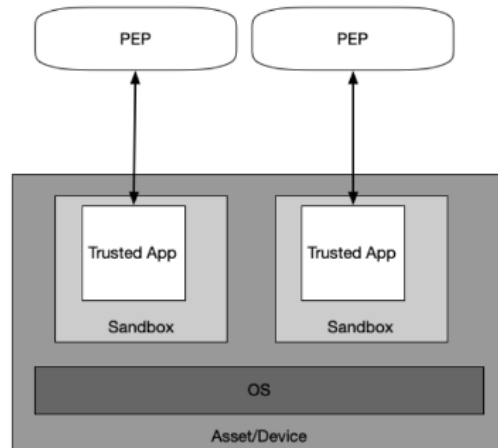 PEP
PEP
Trusted App
Trusted App
Sandbox
Sandbox
OS
Asset/Device